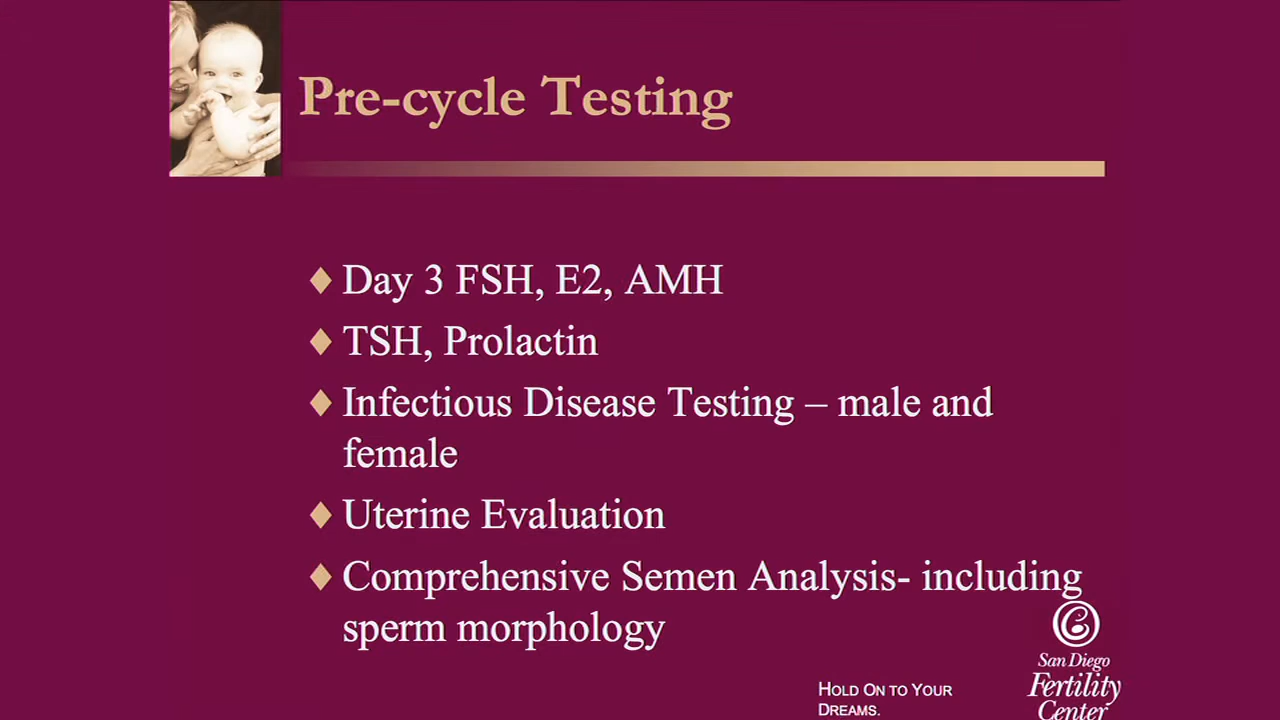 Pre-cycle Testing
Day 3 FSH, E2, AMH
TSH, Prolactin
Infectious Disease Testing – male and
female
Uterine Evaluation
Comprehensive Semen Analysis- including
sperm morphology
HOLD ON TO YOUR
DREAMS.
San Diego
Fertility
Center